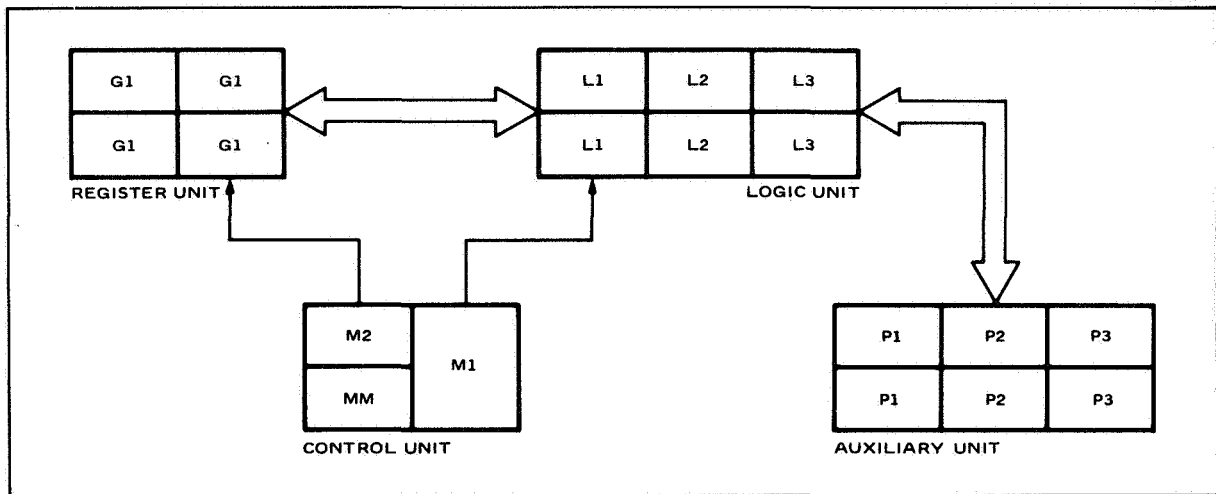 G1 G1
G1 G1
REGISTER UNIT
L1 L2 L3
L1 L2 L3
LOGIC UNIT
M2 M1
MM
CONTROL UNIT
P1 P2 P3
P1 P2 P3
AUXILIARY UNIT